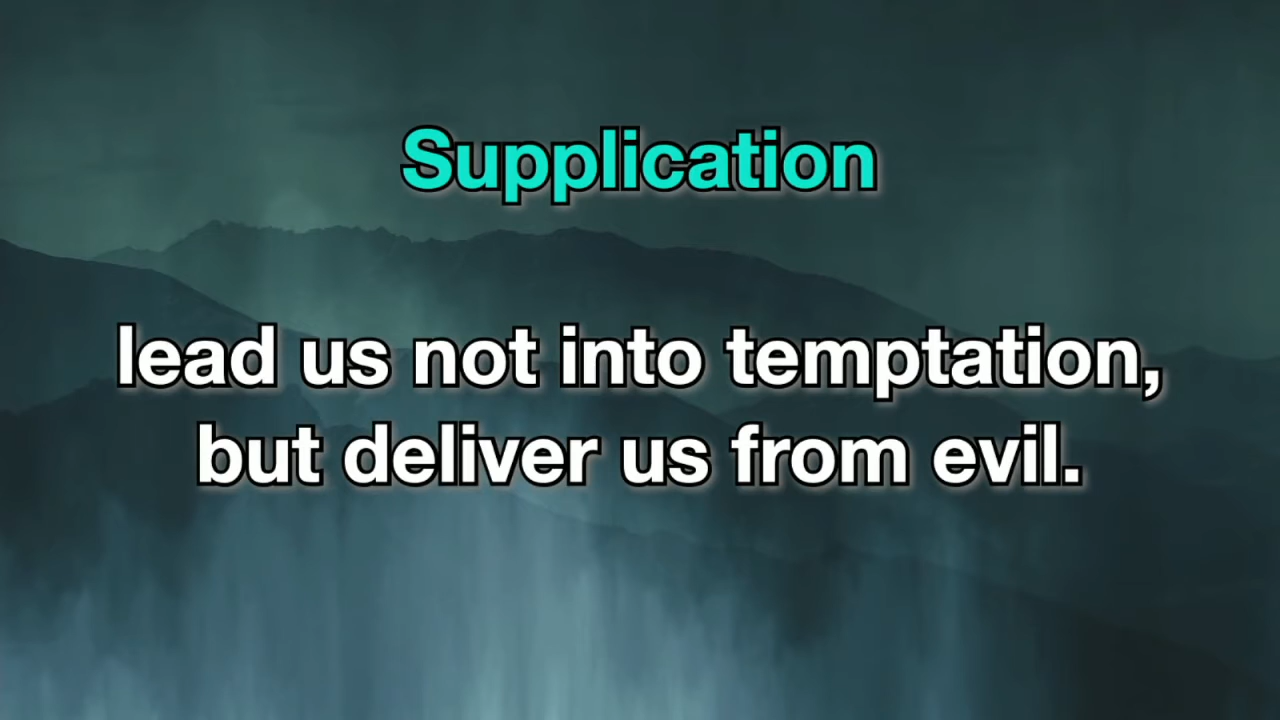 Supplication
lead us not into temptation,
but deliver us from evil.